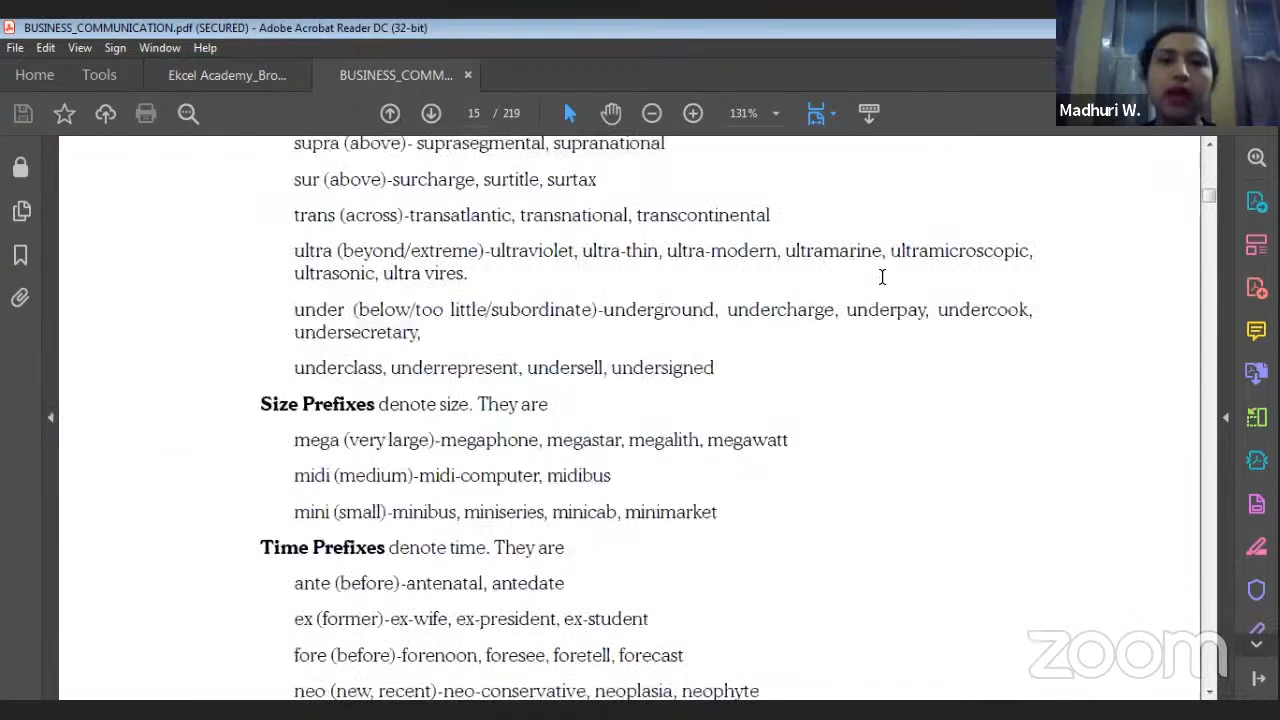 BUSINESS_COMMUNICATION.pdf (SECURED) - Adobe Acrobat Reader DC (32-bit)
File Edit View Sign Window Help
Home Tools Ekcel Academy_Bro... BUSINESS_COMM... ×
15 / 219 131%
Madhuri W.
supra (above)- suprasegmental, supranational
sur (above)-surcharge, surtitle, surtax
trans (across)-transatlantic, transnational, transcontinental
ultra (beyond/extreme)-ultraviolet, ultra-thin, ultra-modern, ultramarine, ultramicroscopic,
ultrasonic, ultra vires.
under (below/too little/subordinate)-underground, undercharge, underpay, undercook,
undersecretary,
underclass, underrepresent, undersell, undersigned
Size Prefixes denote size. They are
mega (very large)-megaphone, megastar, megalith, megawatt
midi (medium)-midi-computer, midibus
mini (small)-minibus, miniseries, minicab, minimarket
Time Prefixes denote time. They are
ante (before)-antenatal, antedate
ex (former)-ex-wife, ex-president, ex-student
fore (before)-forenoon, foresee, foretell, forecast
neo (new, recent)-neo-conservative, neoplasia, neophyte
zoom